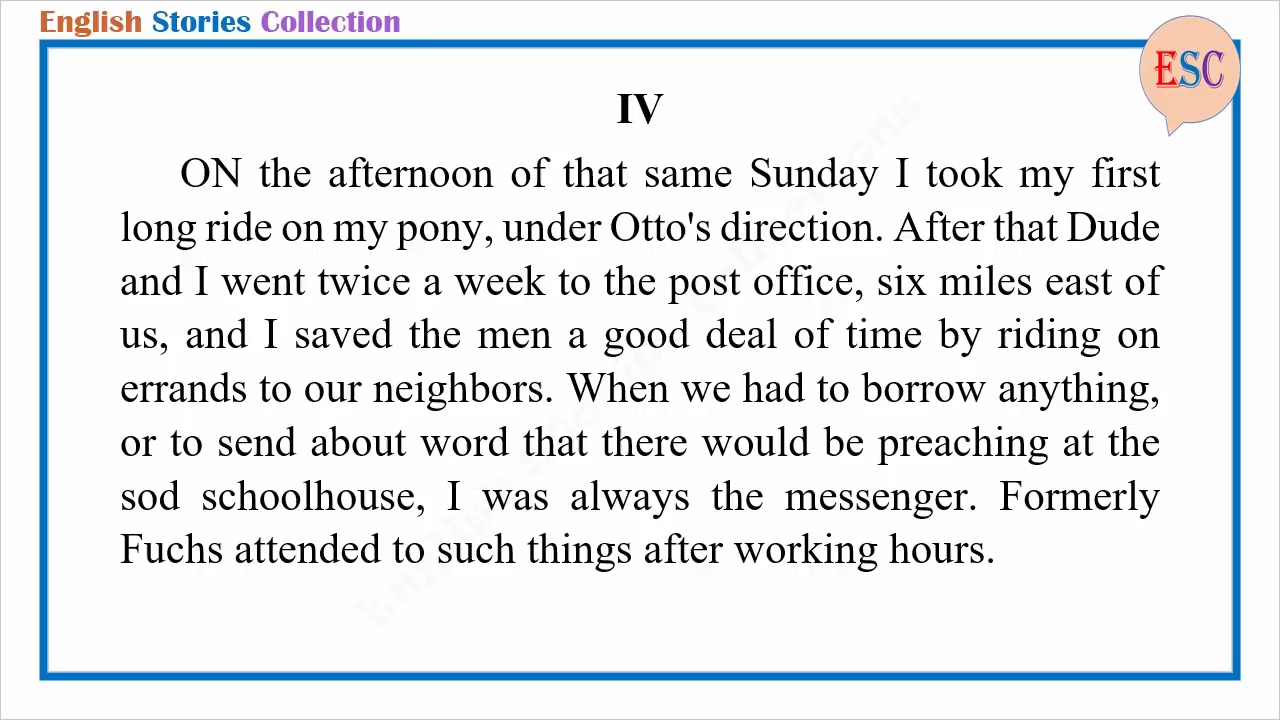 English Stories Collection
ESC
IV
ON the afternoon of that same Sunday I took my first
long ride on my pony, under Otto's direction. After that Dude
and I went twice a week to the post office, six miles east of
us, and I saved the men a good deal of time by riding on
errands to our neighbors. When we had to borrow anything,
or to send about word that there would be preaching at the
sod schoolhouse, I was always the messenger. Formerly
Fuchs attended to such things after working hours.